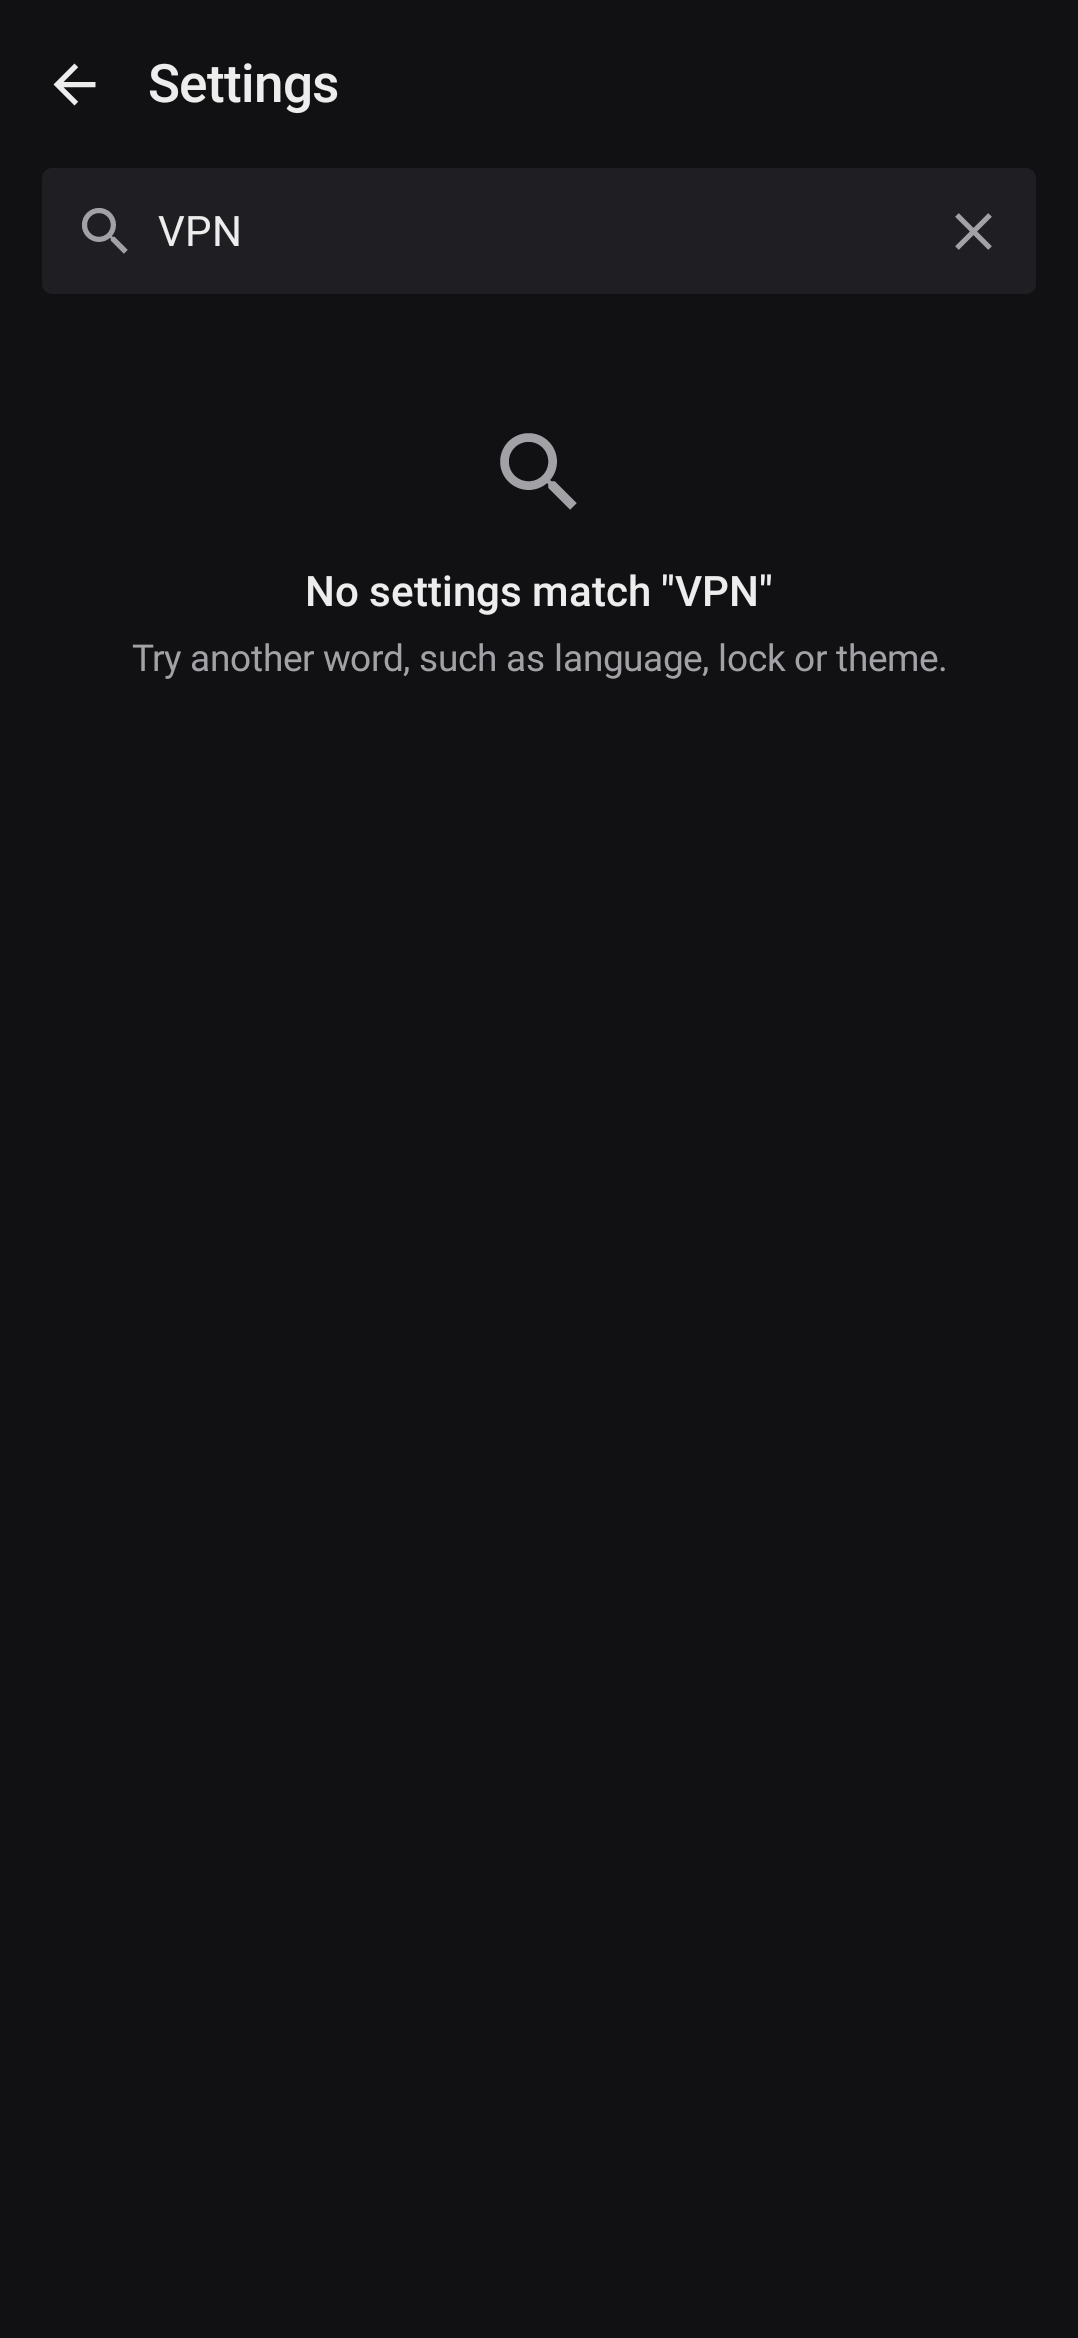 Settings
VPN
No settings match "VPN"
Try another word, such as language, lock or theme.